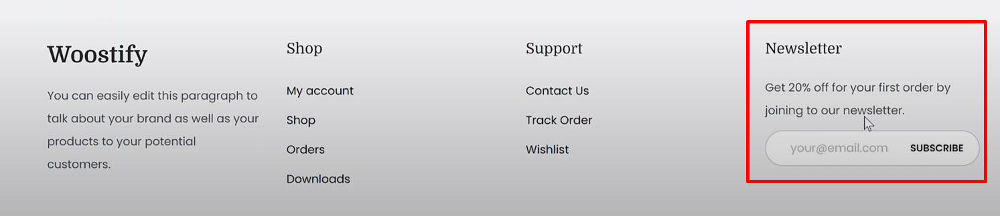 Woostify
You can easily edit this paragraph to
talk about your brand as well as your
products to your potential
customers.
Shop
My account
Shop
Orders
Downloads
Support
Contact Us
Track Order
Wishlist
Newsletter
Get 20% off for your first order by
joining to our newsletter.
your@email.com SUBSCRIBE